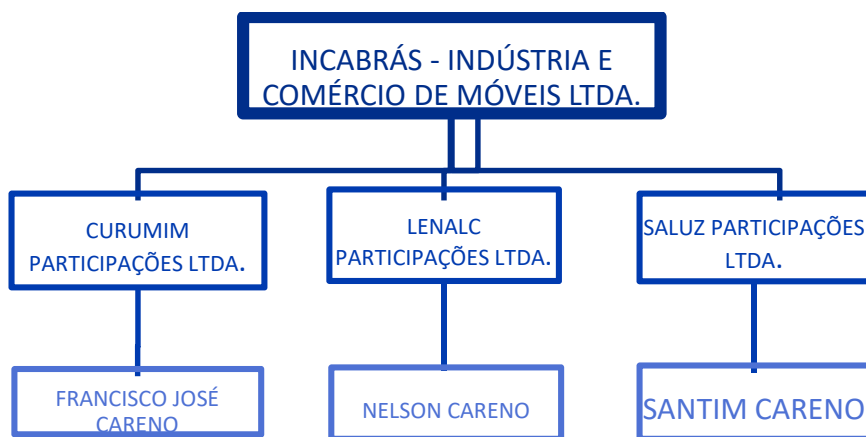 INCABRÁS - INDÚSTRIA E
COMÉRCIO DE MÓVEIS LTDA.
CURUMIM
PARTICIPAÇÕES LTDA.
LENALC
PARTICIPAÇÕES LTDA.
SALUZ PARTICIPAÇÕES
LTDA.
FRANCISCO JOSÉ
CARENO
NELSON CARENO
SANTIM CARENO